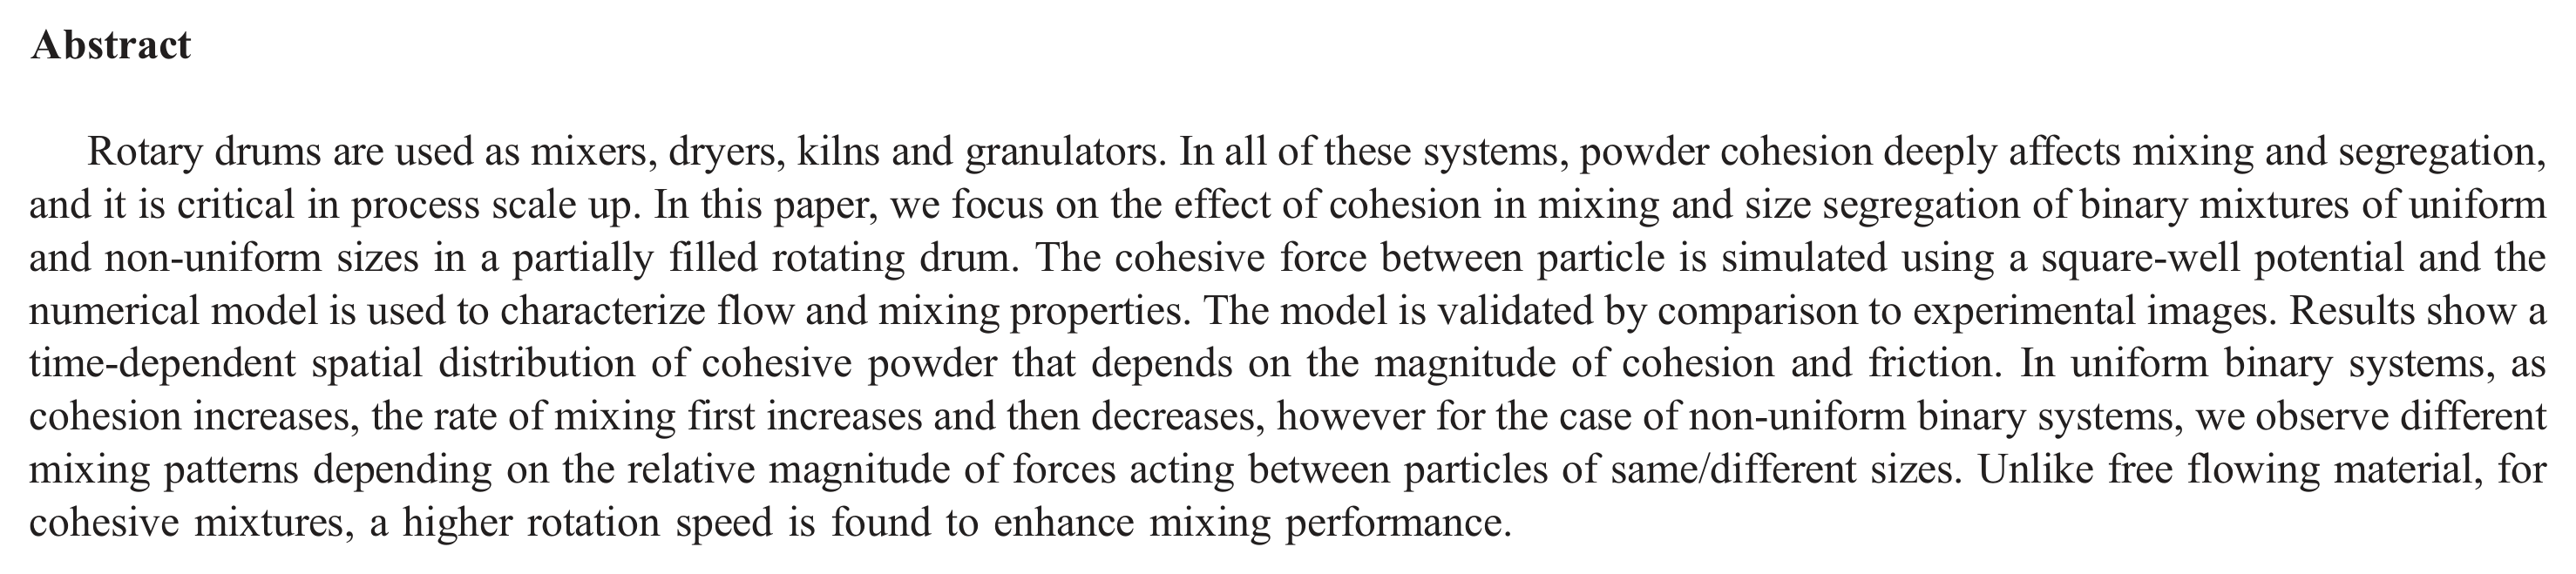 Abstract
Rotary drums are used as mixers, dryers, kilns and granulators. In all of these systems, powder cohesion deeply affects mixing and segregation,
and it is critical in process scale up. In this paper, we focus on the effect of cohesion in mixing and size segregation of binary mixtures of uniform
and non-uniform sizes in a partially filled rotating drum. The cohesive force between particle is simulated using a square-well potential and the
numerical model is used to characterize flow and mixing properties. The model is validated by comparison to experimental images. Results show a
time-dependent spatial distribution of cohesive powder that depends on the magnitude of cohesion and friction. In uniform binary systems, as
cohesion increases, the rate of mixing first increases and then decreases, however for the case of non-uniform binary systems, we observe different
mixing patterns depending on the relative magnitude of forces acting between particles of same/different sizes. Unlike free flowing material, for
cohesive mixtures, a higher rotation speed is found to enhance mixing performance.